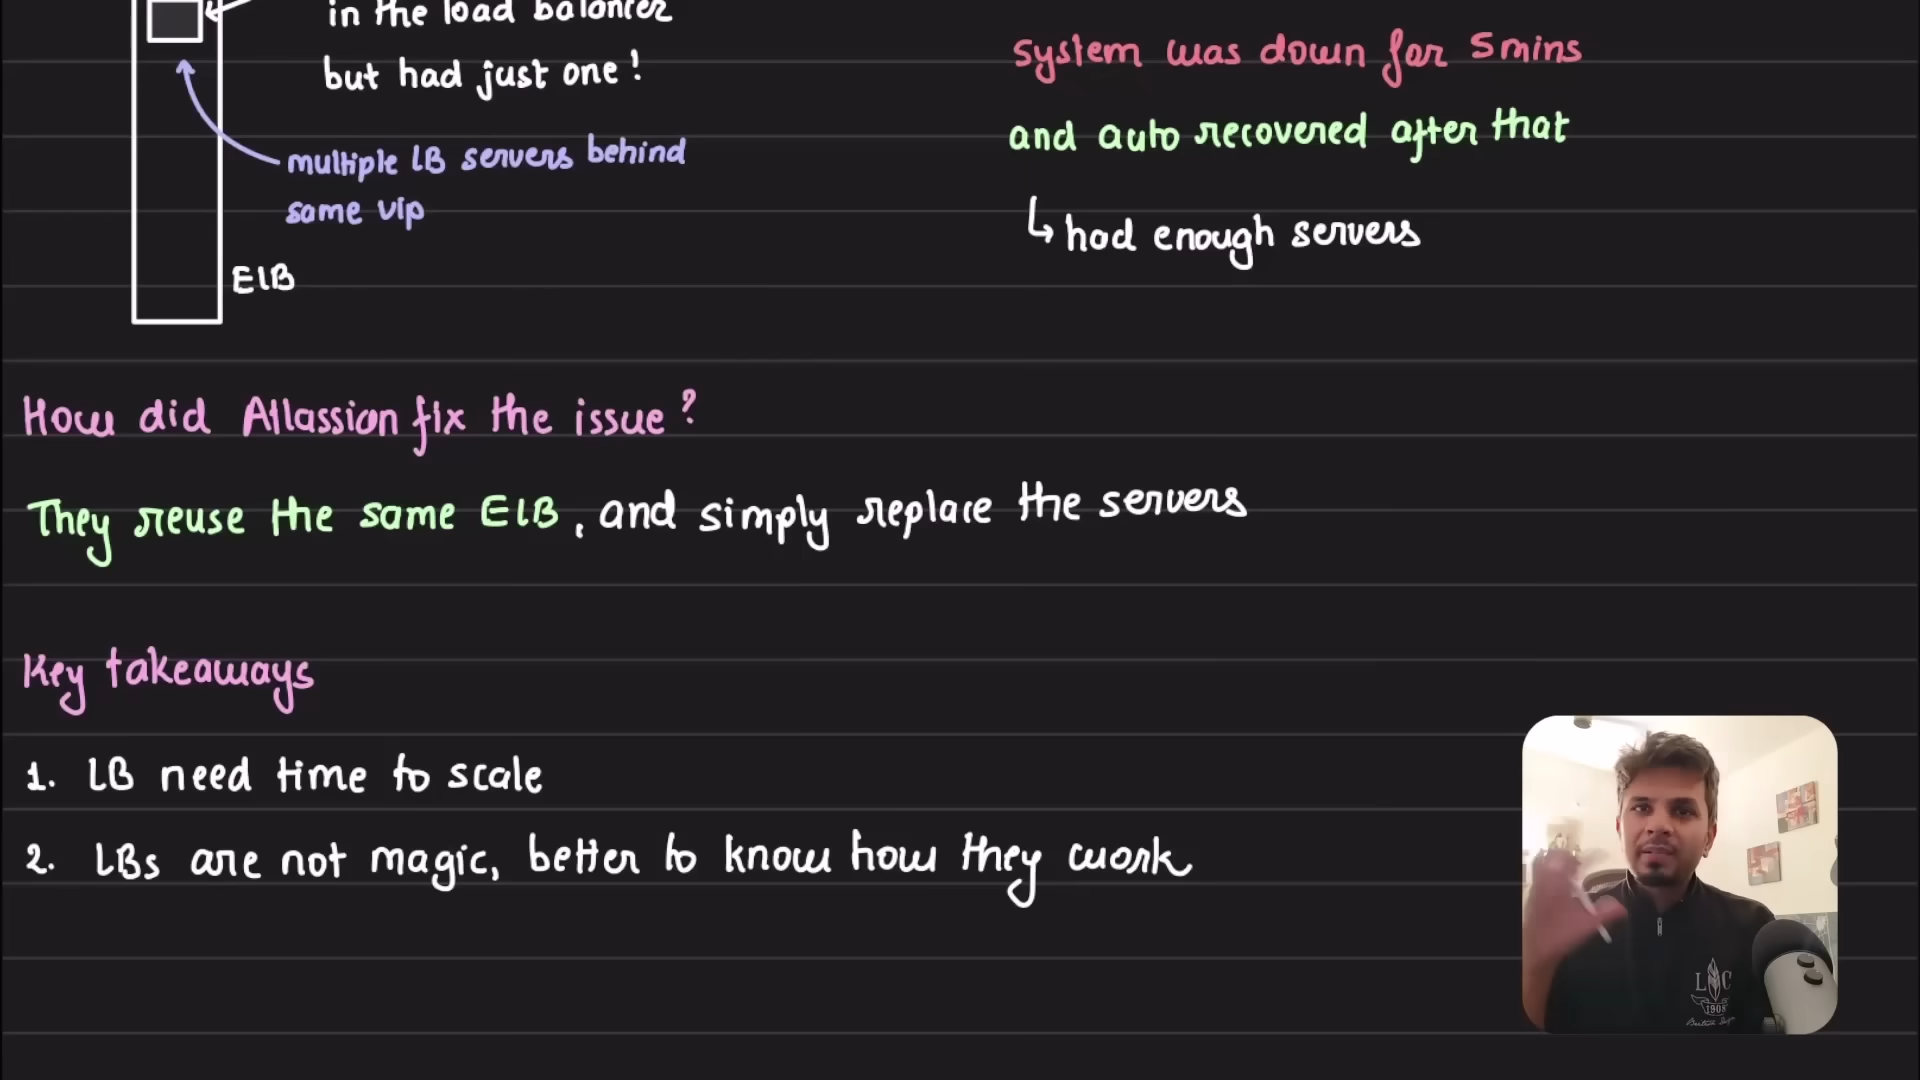 in the load balancer
but had just one!
multiple LB servers behind
same vip
ELB
System was down for 5 mins
and auto recovered after that
↳ had enough servers
How did Atlassian fix the issue?
They reuse the same ELB, and simply replace the servers
Key takeaways
1. LB need time to scale
2. LBs are not magic, better to know how they work
L C
1908